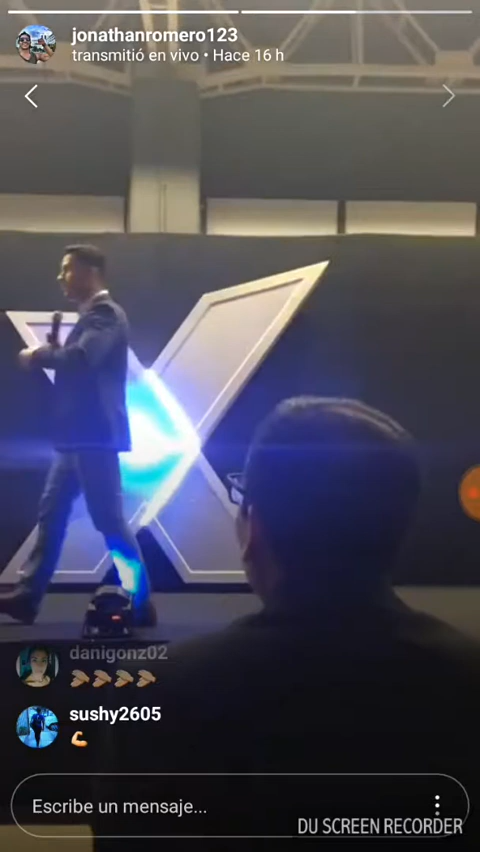 jonathanromero123
transmitió en vivo • Hace 16 h
X
danigonz02
sushy2605
Escribe un mensaje...
DU SCREEN RECORDER